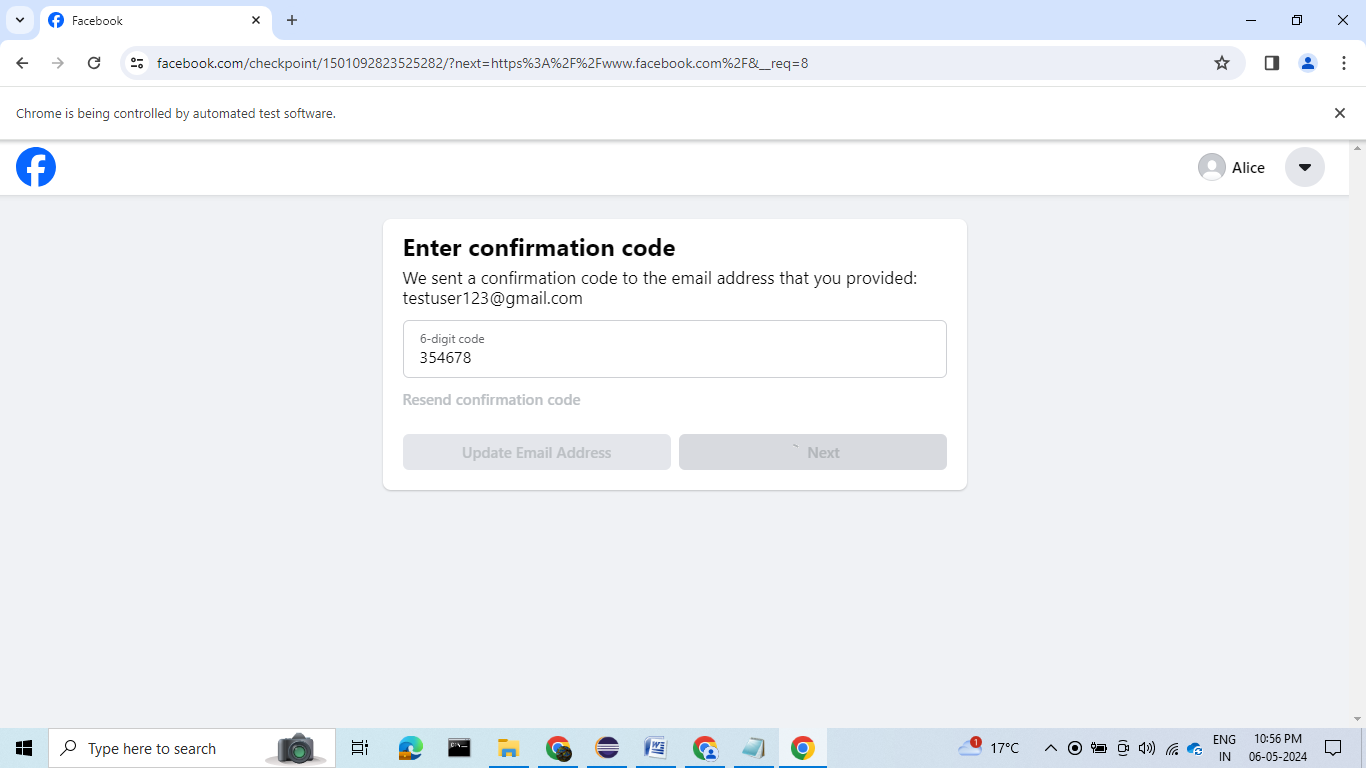 Facebook
facebook.com/checkpoint/1501092823525282/?next=https%3A%2F%2Fwww.facebook.com%2F&__req=8
Chrome is being controlled by automated test software.
Alice
Enter confirmation code
We sent a confirmation code to the email address that you provided:
testuser123@gmail.com
6-digit code
354678
Resend confirmation code
Update Email Address
Next
Type here to search
1
17°C
ENG
IN
10:56 PM
06-05-2024